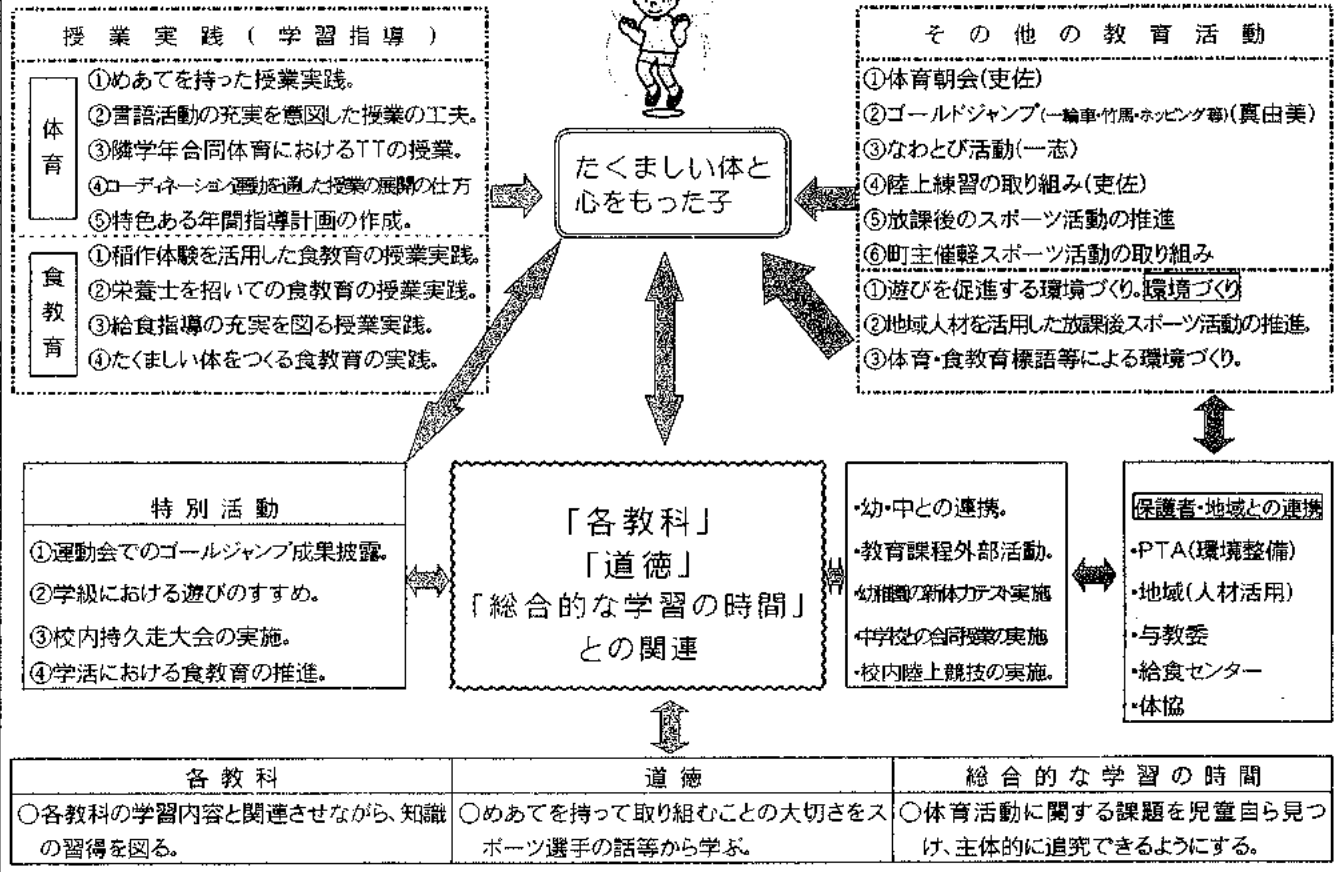 授業実践(学習指導)
体育
①めあてを持った授業実践。
②言語活動の充実を意図した授業の工夫。
③隣学年合同体育におけるTTの授業。
④コーディネーション運動を通した授業の展開の仕方
⑤特色ある年間指導計画の作成。
食教育
①稲作体験を活用した食教育の授業実践。
②栄養士を招いての食教育の授業実践。
③給食指導の充実を図る授業実践。
④たくましい体をつくる食教育の実践。
たくましい体と
心をもった子
その他の教育活動
①体育朝会(吏佐)
②ゴールドジャンプ(一輪車・竹馬・ホッピング等)(真由美)
③なわとび活動(一志)
④陸上練習の取り組み(吏佐)
⑤放課後のスポーツ活動の推進
⑥町主催軽スポーツ活動の取り組み
①遊びを促進する環境づくり。環境づくり
②地域人材を活用した放課後スポーツ活動の推進。
③体育・食教育標語等による環境づくり。
特別活動
①運動会でのゴールジャンプ成果披露。
②学級における遊びのすすめ。
③校内持久走大会の実施。
④学活における食教育の推進。
「各教科」
「道徳」
「総合的な学習の時間」
との関連
・幼・中との連携。
・教育課程外部活動。
・幼稚園の新体力テスト実施
・中学校との合同授業の実施
・校内陸上競技の実施。
保護者・地域との連携
・PTA(環境整備)
・地域(人材活用)
・与教委
・給食センター
・体協
各教科
○各教科の学習内容と関連させながら、知識
の習得を図る。
道徳
○めあてを持って取り組むことの大切さをス
ポーツ選手の話等から学ぶ。
総合的な学習の時間
○体育活動に関する課題を児童自ら見つ
け、主体的に追究できるようにする。